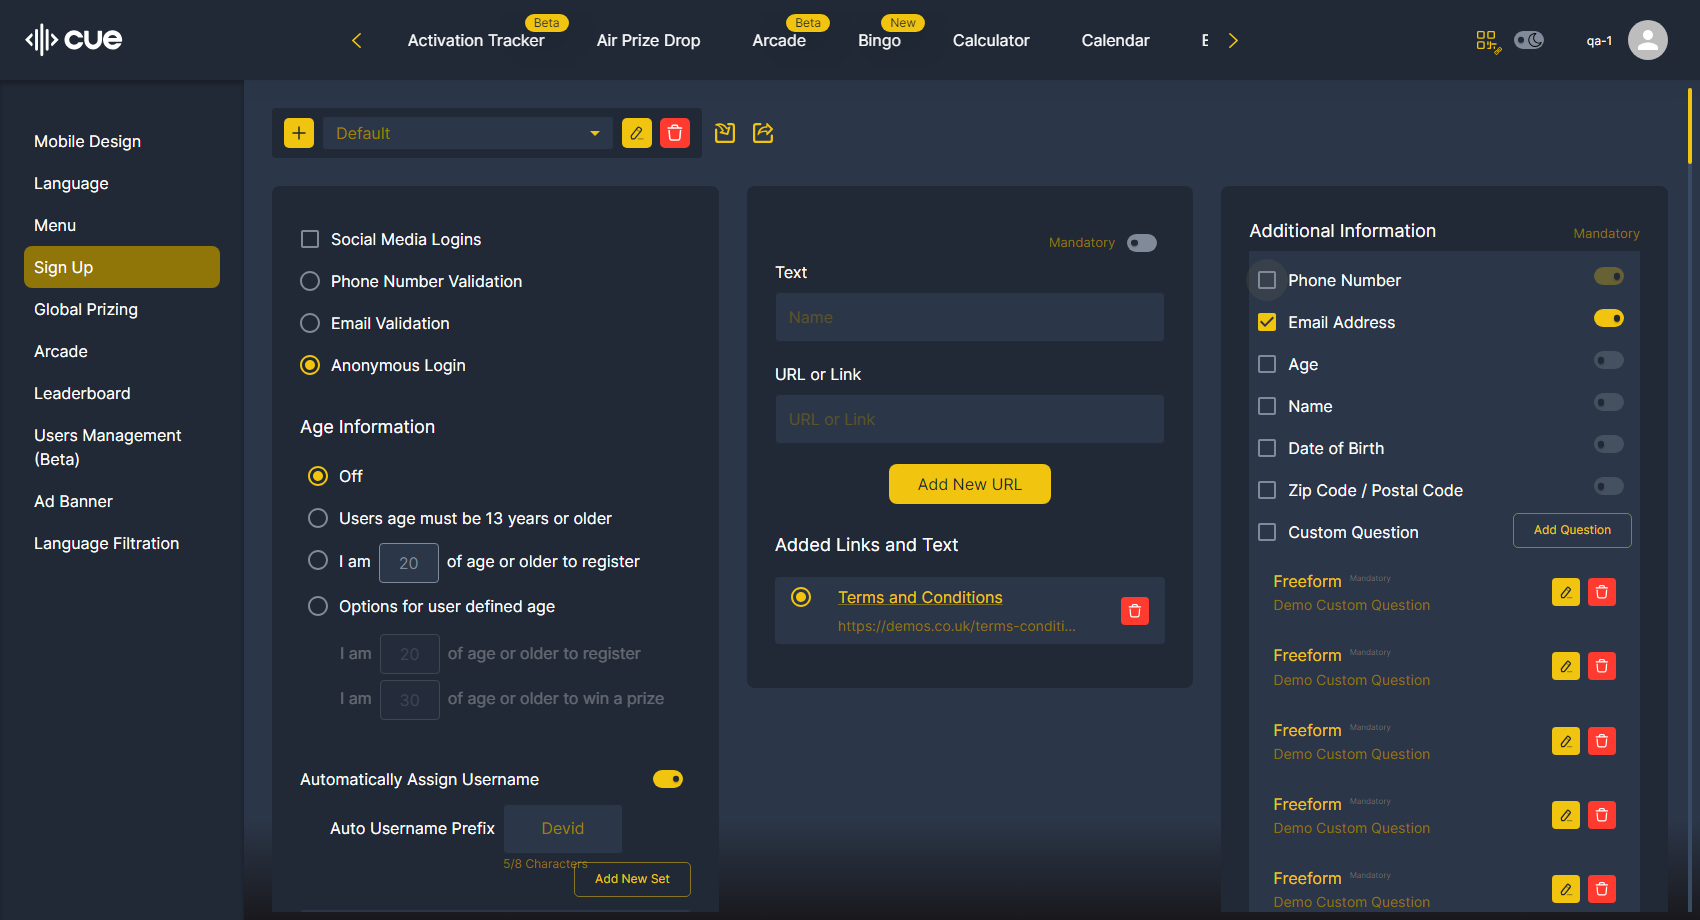 cue
Activation Tracker
Beta
Air Prize Drop
Arcade
Beta
Bingo
New
Calculator
Calendar
qa-1
Mobile Design
Language
Menu
Sign Up
Global Prizing
Arcade
Leaderboard
Users Management
(Beta)
Ad Banner
Language Filtration
Default
Social Media Logins
Phone Number Validation
Email Validation
Anonymous Login
Age Information
Off
Users age must be 13 years or older
I am 20 of age or older to register
Options for user defined age
I am 20 of age or older to register
I am 30 of age or older to win a prize
Automatically Assign Username
Auto Username Prefix Devid
5/8 Characters
Add New Set
Mandatory
Text
Name
URL or Link
URL or Link
Add New URL
Added Links and Text
Terms and Conditions
https://demos.co.uk/terms-conditi...
Additional Information Mandatory
Phone Number
Email Address
Age
Name
Date of Birth
Zip Code / Postal Code
Custom Question Add Question
Freeform Mandatory
Demo Custom Question
Freeform Mandatory
Demo Custom Question
Freeform Mandatory
Demo Custom Question
Freeform Mandatory
Demo Custom Question
Freeform Mandatory
Demo Custom Question